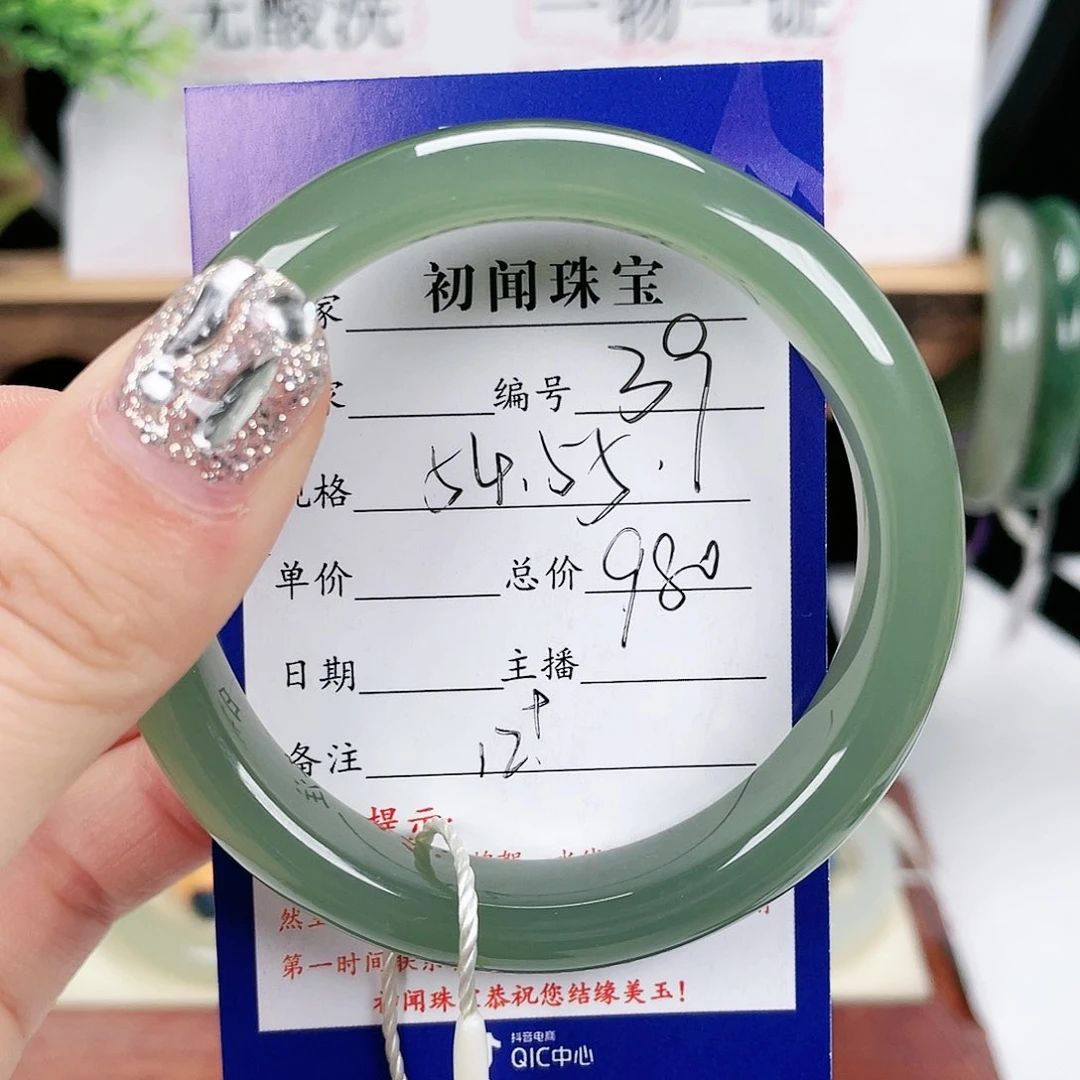 无酸洗 一物一证
初闻珠宝
家
家 编号 39
规格 54.55.
单价 总价 980
日期 主播
备注 12+
提示:
然
第一时间联系
初闻珠宝恭祝您结缘美玉!
抖音电商
QIC中心